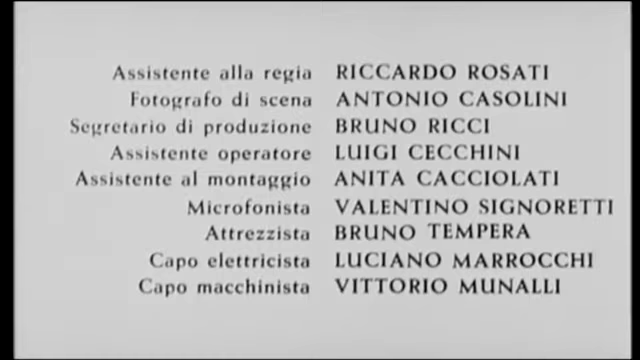 Assistente alla regia RICCARDO ROSATI
Fotografo di scena ANTONIO CASOLINI
Segretario di produzione BRUNO RICCI
Assistente operatore LUIGI CECCHINI
Assistente al montaggio ANITA CACCIOLATI
Microfonista VALENTINO SIGNORETTI
Attrezzista BRUNO TEMPERA
Capo elettricista LUCIANO MARROCCHI
Capo macchinista VITTORIO MUNALLI